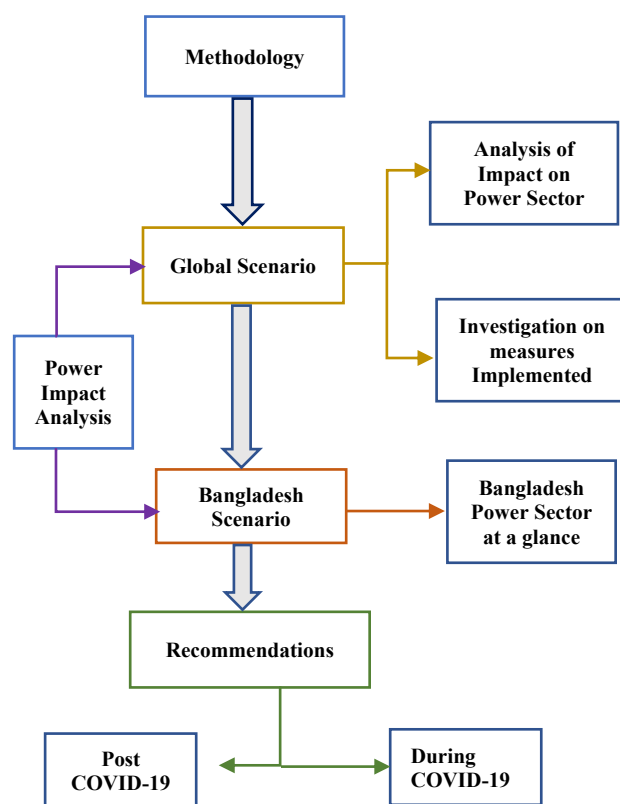 Methodology
Analysis of
Impact on
Power Sector
Global Scenario
Investigation on
measures
Implemented
Power
Impact
Analysis
Bangladesh
Scenario
Bangladesh
Power Sector
at a glance
Recommendations
Post
COVID-19
During
COVID-19